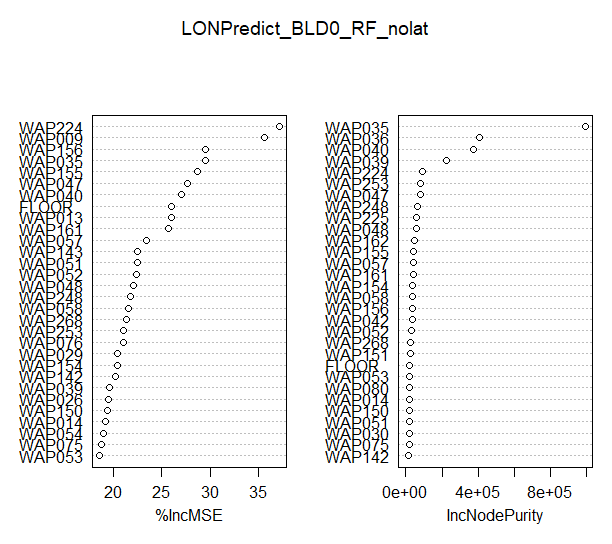 LONPredict_BLD0_RF_nolat
WAP224
WAP009
WAP156
WAP035
WAP155
WAP047
WAP040
FLOOR
WAP013
WAP161
WAP057
WAP143
WAP051
WAP052
WAP048
WAP248
WAP058
WAP268
WAP253
WAP076
WAP029
WAP154
WAP142
WAP039
WAP026
WAP150
WAP014
WAP054
WAP075
WAP053
20 25 30 35
%IncMSE
WAP035
WAP036
WAP040
WAP039
WAP224
WAP253
WAP047
WAP248
WAP225
WAP048
WAP162
WAP155
WAP057
WAP161
WAP154
WAP058
WAP156
WAP042
WAP052
WAP268
WAP151
FLOOR
WAP053
WAP080
WAP014
WAP150
WAP051
WAP030
WAP075
WAP142
0e+00 4e+05 8e+05
IncNodePurity